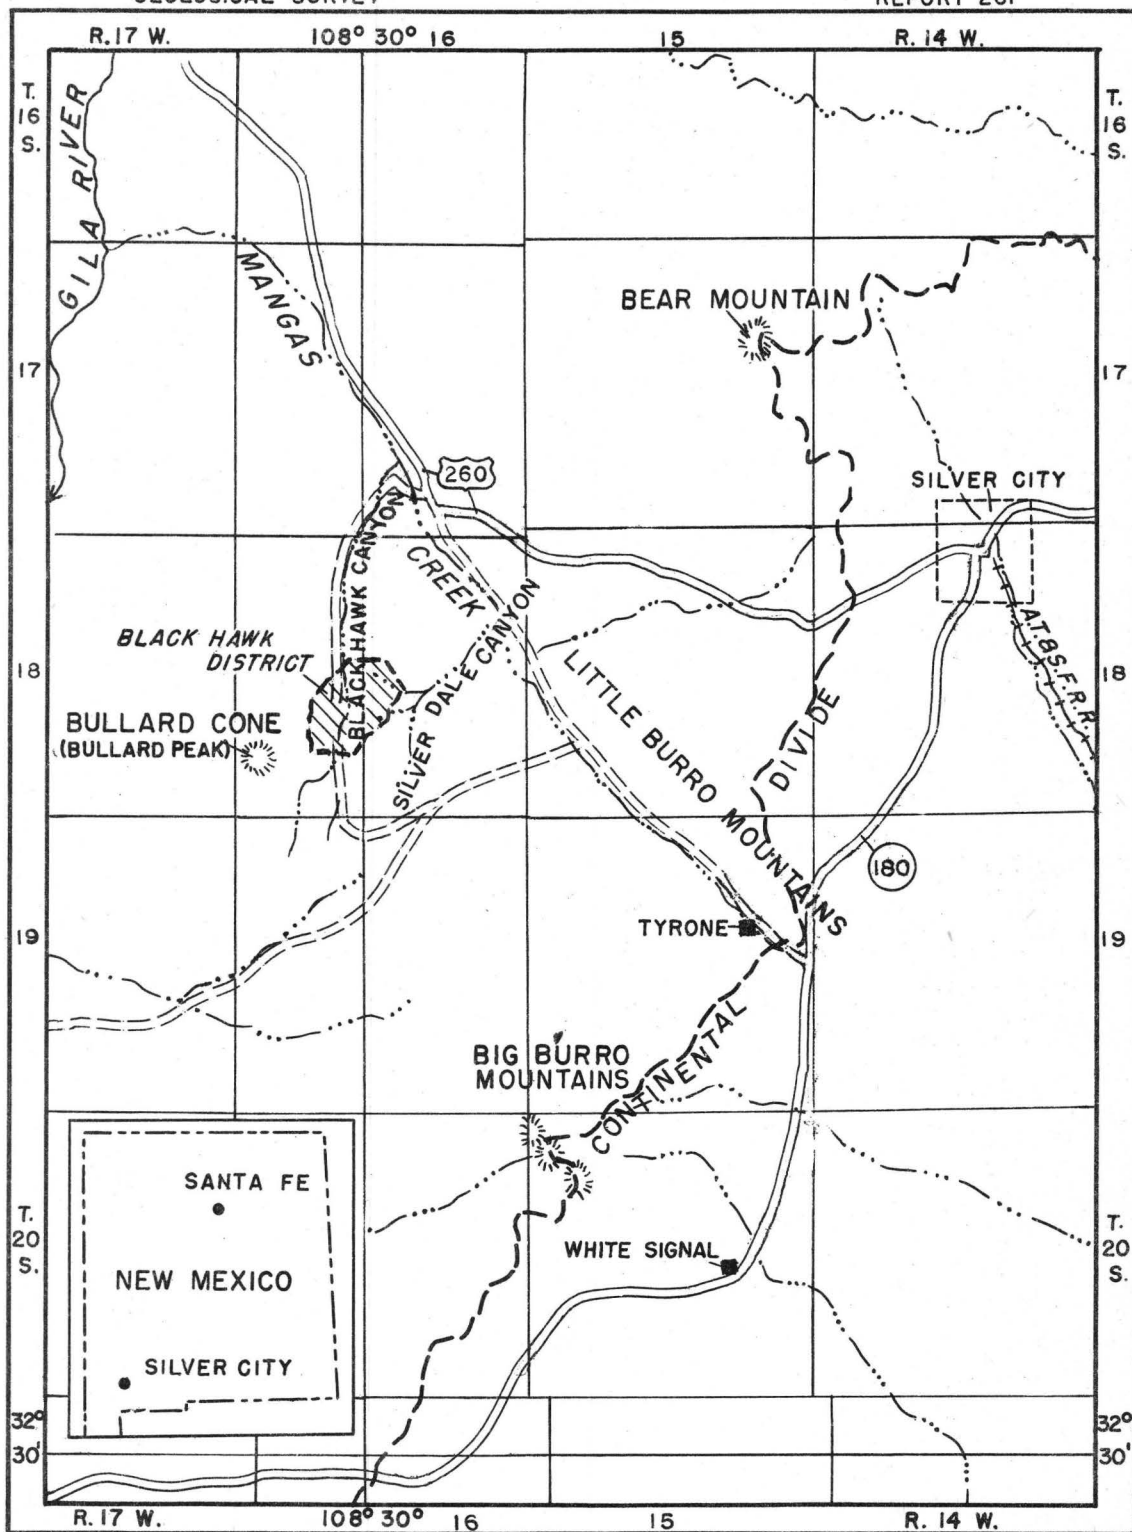 R. 17 W. 108° 30' 16 15 R. 14 W.
T.
16
S.
T.
16
S.
GILA RIVER
MANGAS
BEAR MOUNTAIN
17
17
260
SILVER CITY
BLACK HAWK CANYON
CREEK
BLACK HAWK
DISTRICT
SILVER DALE CANYON
A.T. & S.F. R.R.
18
18
BULLARD CONE
(BULLARD PEAK)
LITTLE BURRO MOUNTAINS
DIVIDE
180
TYRONE
19
19
BIG BURRO
MOUNTAINS
CONTINENTAL
SANTA FE
NEW MEXICO
SILVER CITY
WHITE SIGNAL
T.
20
S.
T.
20
S.
32°
30'
32°
30'
R. 17 W. 108° 30' 16 15 R. 14 W.